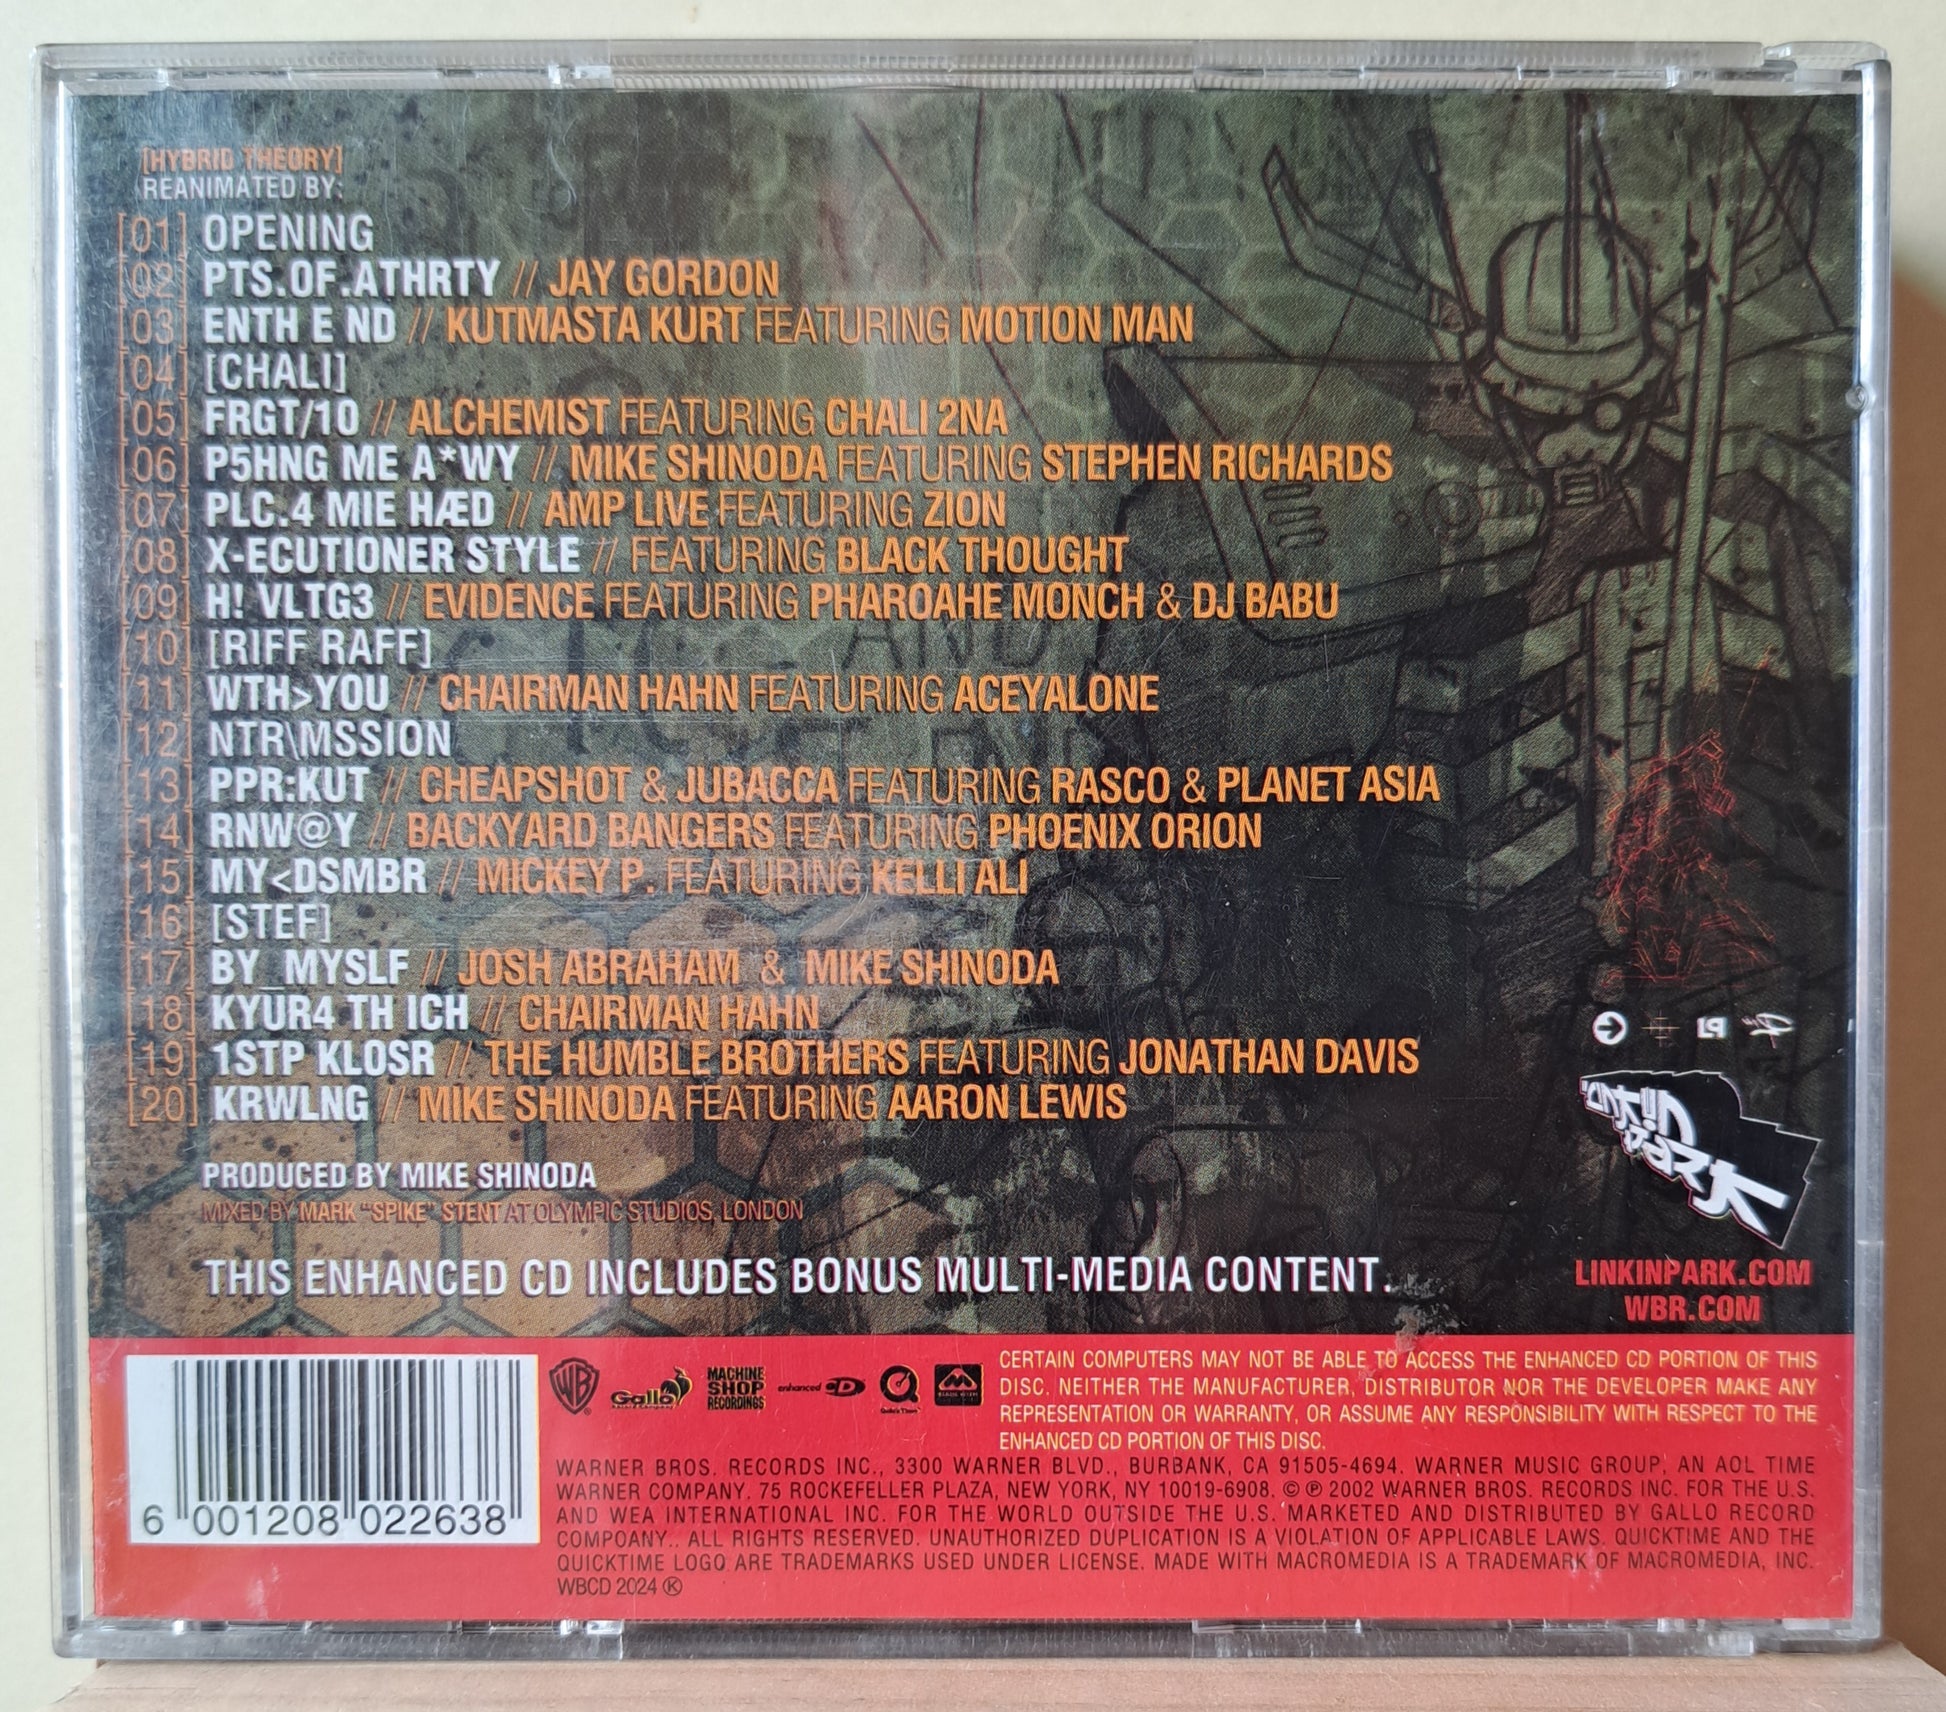 [HYBRID THEORY]
REANIMATED BY:
[01] OPENING
[02] PTS.OF.ATHRTY // JAY GORDON
[03] ENTH E ND // KUTMASTA KURT FEATURING MOTION MAN
[04] [CHALI]
[05] FRGT/10 // ALCHEMIST FEATURING CHALI 2NA
[06] P5HNG ME A*WY // MIKE SHINODA FEATURING STEPHEN RICHARDS
[07] PLC.4 MIE HÆD // AMP LIVE FEATURING ZION
[08] X-ECUTIONER STYLE // FEATURING BLACK THOUGHT
[09] H! VLTG3 // EVIDENCE FEATURING PHAROAHE MONCH & DJ BABU
[10] [RIFF RAFF]
[11] WTH>YOU // CHAIRMAN HAHN FEATURING ACEYALONE
[12] NTR\MSSION
[13] PPR:KUT // CHEAPSHOT & JUBACCA FEATURING RASCO & PLANET ASIA
[14] RNW@Y // BACKYARD BANGERS FEATURING PHOENIX ORION
[15] MY<DSMBR // MICKEY P. FEATURING KELLI ALI
[16] [STEF]
[17] BY_MYSLF // JOSH ABRAHAM & MIKE SHINODA
[18] KYUR4 TH ICH // CHAIRMAN HAHN
[19] 1STP KLOSR // THE HUMBLE BROTHERS FEATURING JONATHAN DAVIS
[20] KRWLNG // MIKE SHINODA FEATURING AARON LEWIS
PRODUCED BY MIKE SHINODA
MIXED BY MARK "SPIKE" STENT AT OLYMPIC STUDIOS, LONDON
THIS ENHANCED CD INCLUDES BONUS MULTI-MEDIA CONTENT.
LINKIN PARK
LINKINPARK.COM
WBR.COM
WB
Gallo
MACHINE
SHOP
RECORDINGS
enhanced CD
CERTAIN COMPUTERS MAY NOT BE ABLE TO ACCESS THE ENHANCED CD PORTION OF THIS
DISC. NEITHER THE MANUFACTURER, DISTRIBUTOR NOR THE DEVELOPER MAKE ANY
REPRESENTATION OR WARRANTY, OR ASSUME ANY RESPONSIBILITY WITH RESPECT TO THE
ENHANCED CD PORTION OF THIS DISC.
WARNER BROS. RECORDS INC., 3300 WARNER BLVD., BURBANK, CA 91505-4694. WARNER MUSIC GROUP, AN AOL TIME
WARNER COMPANY. 75 ROCKEFELLER PLAZA, NEW YORK, NY 10019-6908. © ℗ 2002 WARNER BROS. RECORDS INC. FOR THE U.S.
AND WEA INTERNATIONAL INC. FOR THE WORLD OUTSIDE THE U.S. MARKETED AND DISTRIBUTED BY GALLO RECORD
COMPANY.. ALL RIGHTS RESERVED. UNAUTHORIZED DUPLICATION IS A VIOLATION OF APPLICABLE LAWS. QUICKTIME AND THE
QUICKTIME LOGO ARE TRADEMARKS USED UNDER LICENSE. MADE WITH MACROMEDIA IS A TRADEMARK OF MACROMEDIA, INC.
WBCD 2024 Ⓚ
6 001208 022638